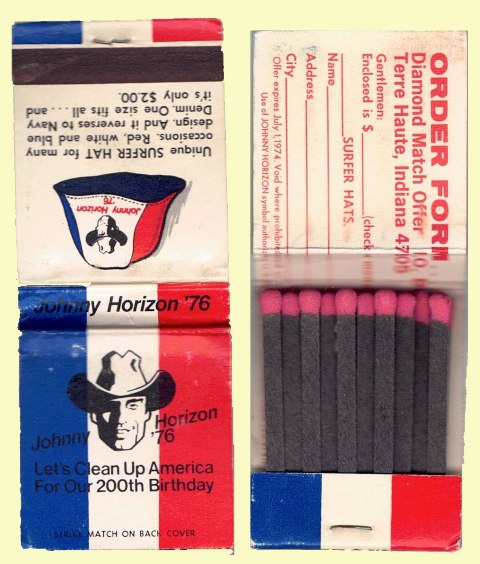 Unique SURFER HAT for many
occasions. Red, white and blue
design. And it reverses to Navy
Denim. One size fits all . . . . and
it's only $2.00.
Johnny Horizon
'76
Johnny Horizon '76
Johnny Horizon
'76
Let's Clean Up America
For Our 200th Birthday
STRIKE MATCH ON BACK COVER
ORDER FORM
Diamond Match Offer
Terre Haute, Indiana
Gentlemen:
Enclosed is $ (check
SURFER HATS.
Name
Address
City
Offer expires July 1, 1974. Void where prohibited
Use of JOHNNY HORIZON symbol